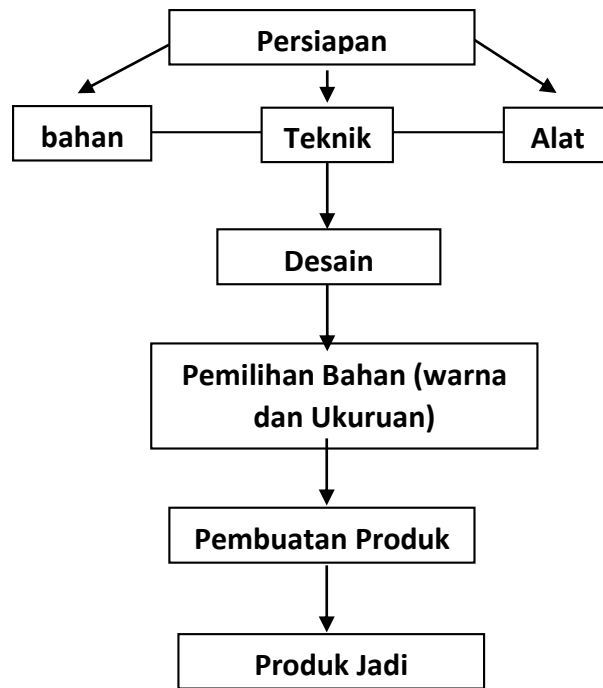 Persiapan
bahan
Teknik
Alat
Desain
Pemilihan Bahan (warna
dan Ukuruan)
Pembuatan Produk
Produk Jadi